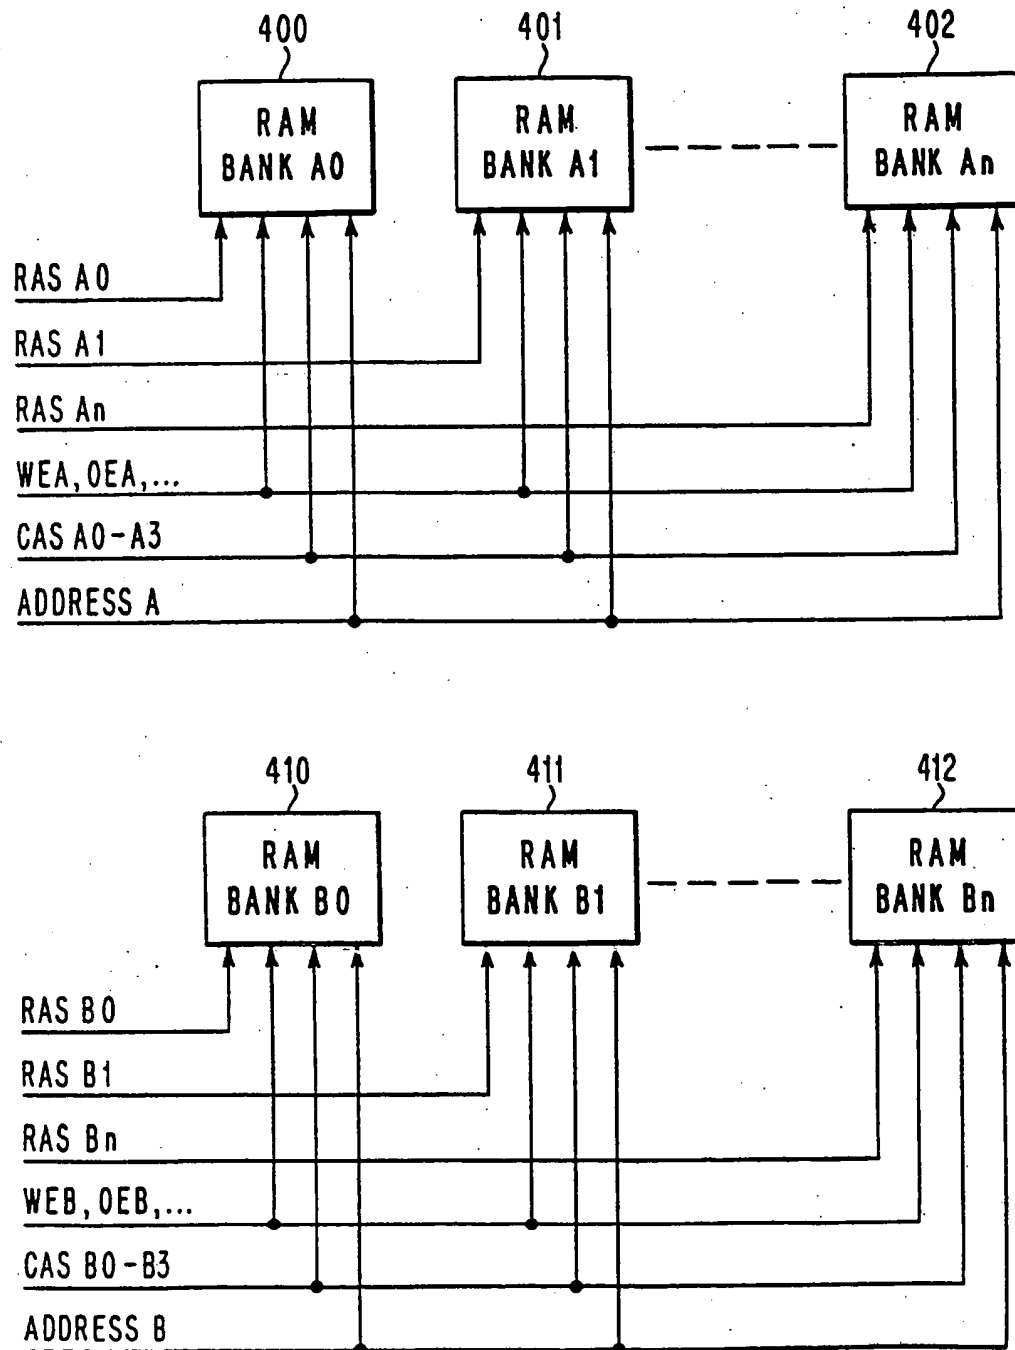 400
401
402
RAM
BANK A0
RAM
BANK A1
RAM
BANK An
RAS A0
RAS A1
RAS An
WEA, OEA,...
CAS A0-A3
ADDRESS A
410
411
412
RAM
BANK B0
RAM
BANK B1
RAM
BANK Bn
RAS B0
RAS B1
RAS Bn
WEB, OEB,...
CAS B0-B3
ADDRESS B